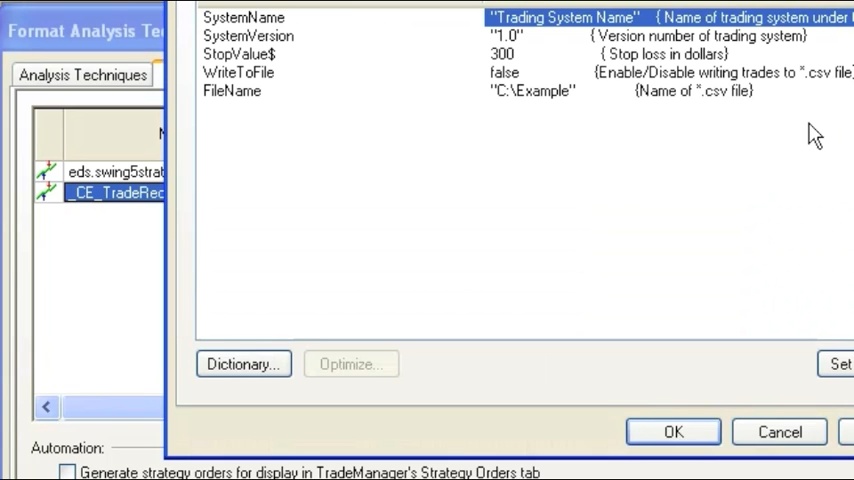 SystemName "Trading System Name" { Name of trading system under
SystemVersion "1.0" { Version number of trading system}
StopValue$ 300 { Stop loss in dollars}
WriteToFile false {Enable/Disable writing trades to *.csv file}
FileName "C:\Example" {Name of *.csv file}
Format Analysis Te
Analysis Techniques
eds.swing5strat
_CE_TradeRec
Dictionary...
Optimize...
Set
OK
Cancel
Automation:
Generate strategy orders for display in TradeManager's Strategy Orders tab